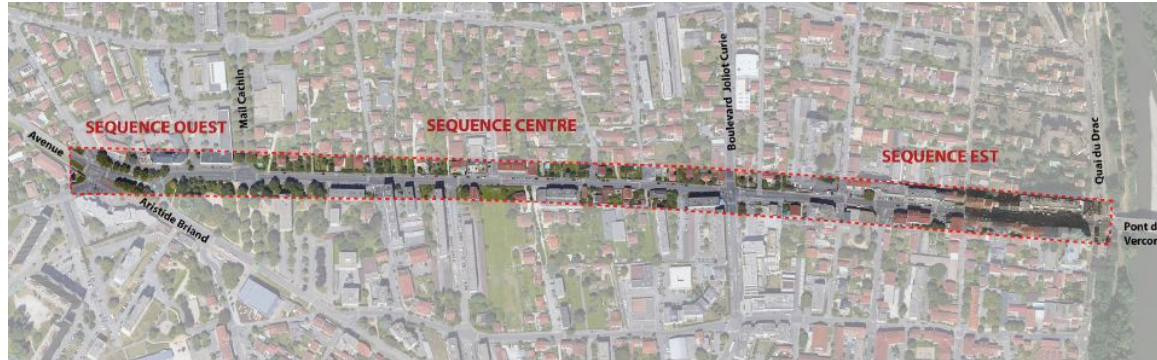 Mail Cachin
SEQUENCE OUEST
SEQUENCE CENTRE
Boulevard Joliot Curie
SEQUENCE EST
Quai du Drac
Avenue
Aristide Briand
Pont d
Vercor